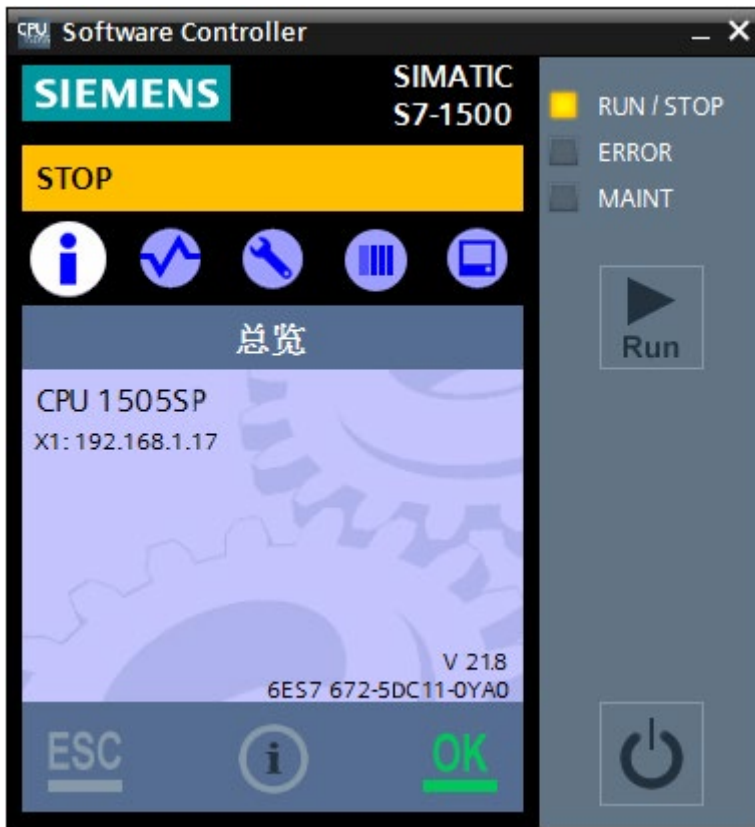 Software Controller
SIEMENS
SIMATIC
S7-1500
STOP
RUN / STOP
ERROR
MAINT
总览
Run
CPU 1505SP
X1: 192.168.1.17
V 21.8
6ES7 672-5DC11-0YA0
ESC
i
OK